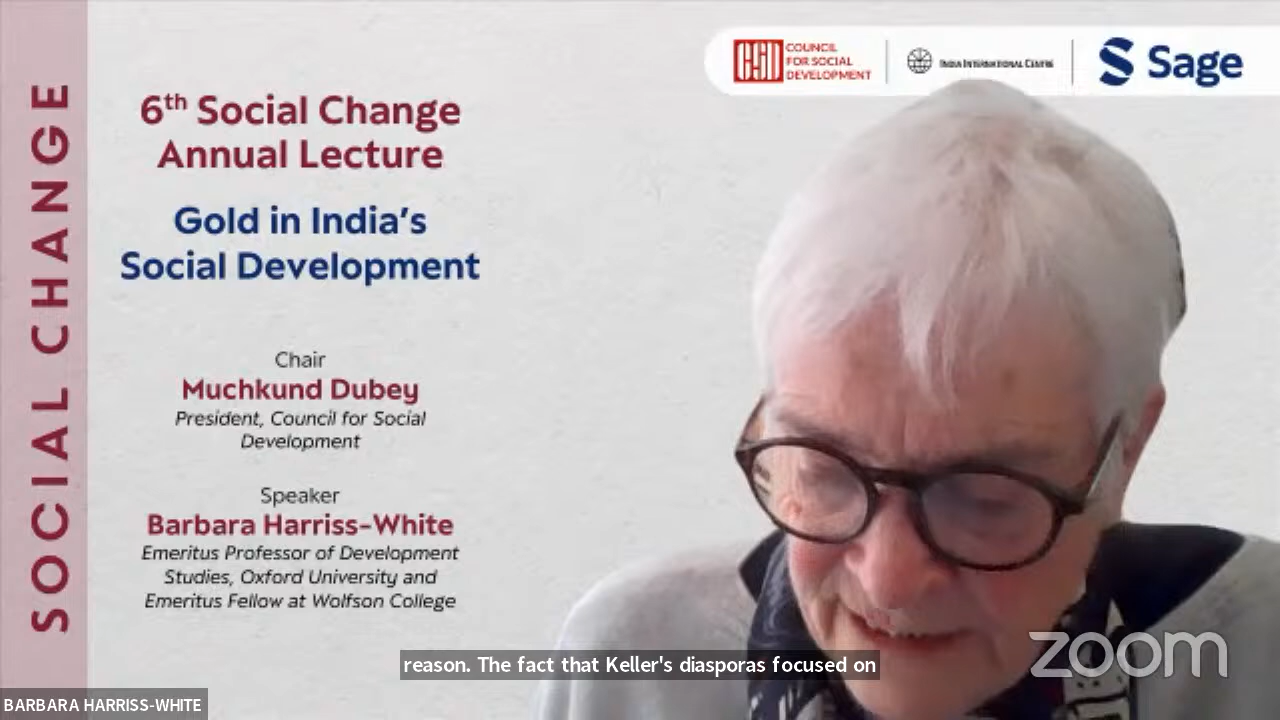 SOCIAL CHANGE
CSD
COUNCIL
FOR SOCIAL
DEVELOPMENT
INDIA INTERNATIONAL CENTRE
Sage
6th Social Change
Annual Lecture
Gold in India's
Social Development
Chair
Muchkund Dubey
President, Council for Social
Development
Speaker
Barbara Harriss-White
Emeritus Professor of Development
Studies, Oxford University and
Emeritus Fellow at Wolfson College
zoom
reason. The fact that Keller's diasporas focused on
BARBARA HARRISS-WHITE